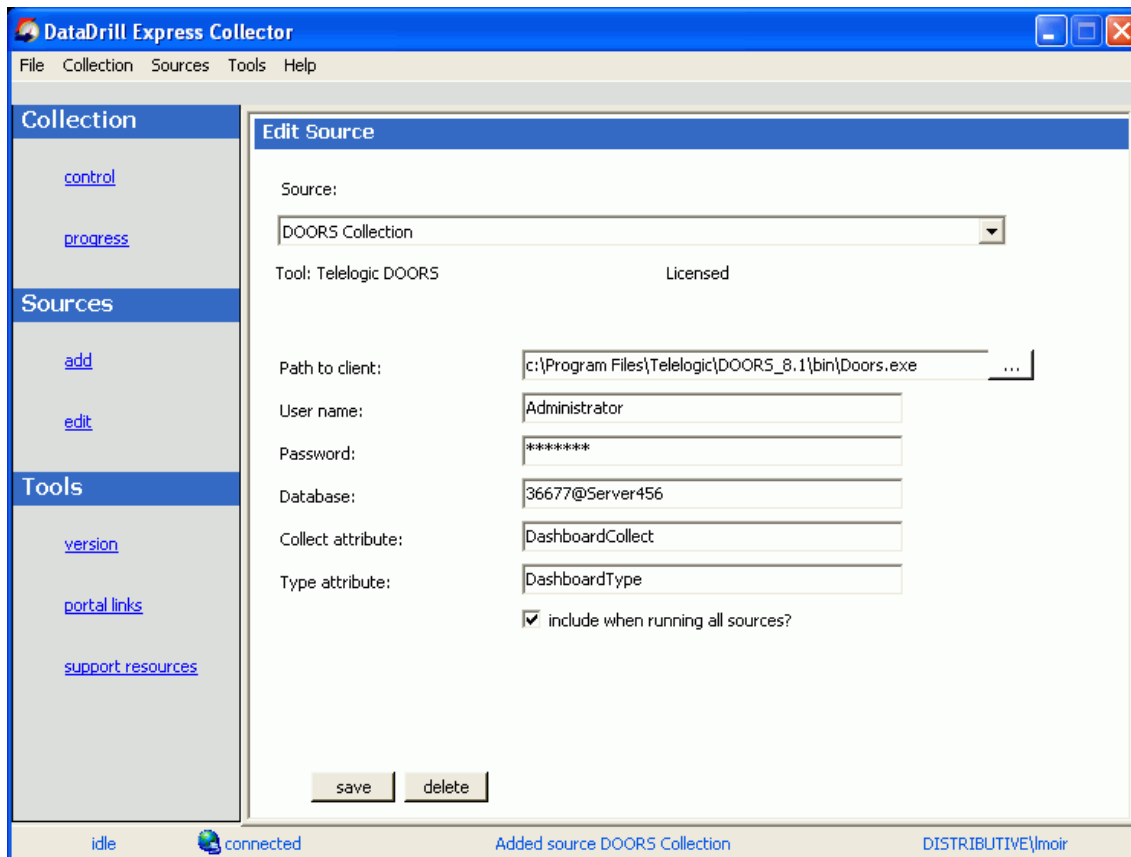 DataDrill Express Collector
File Collection Sources Tools Help
Collection
control
progress
Sources
add
edit
Tools
version
portal links
support resources
Edit Source
Source:
DOORS Collection
Tool: Telelogic DOORS Licensed
Path to client: c:\Program Files\Telelogic\DOORS_8.1\bin\Doors.exe ...
User name: Administrator
Password: *******
Database: 36677@Server456
Collect attribute: DashboardCollect
Type attribute: DashboardType
include when running all sources?
save delete
idle connected Added source DOORS Collection DISTRIBUTIVE\lmoir